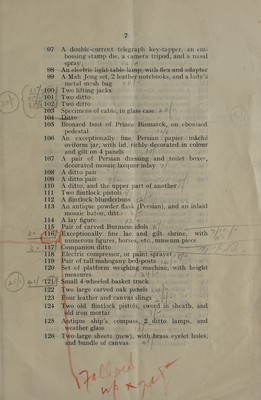 7
97 A double-current telegraph key-tapper, an em-
bossing stamp die, a camera tripod, and a nasal
spray
98 An electric light table lamp, with flex and adapter
99 A Mah Jong set, 2 leather notebooks, and a lady's
metal mesh bag
100 Two lifting jacks
101 Two ditto
102 Two ditto
103 Specimens of cable, in glass case
104 Ditto
105 Bronzed bust of Prince Bismarck, on ebonised
pedestal
106 An exceptionally fine Persian papier mâché
oviform jar, with lid, richly decorated in colour
and gilt on 4 panels
107 A pair of Persian dressing and toilet boxes,
decorated mosaic lacquer inlay
108 A ditto pair
109 A ditto pair
110 A ditto, and the upper part of another
111 Two flintlock pistols
112 A flintlock blunderbuss
113 An antique powder flask (Persian), and an inlaid
mosaic baton, ditto
114 A lay figure
115 Pair of carved Burmese idols
116 Exceptionally fine lac and gilt shrine, with
numerous figures, horses, etc., museum piece
117 Companion ditto
118 Electric compressor, or paint sprayer
119 Pair of tall mahogany bed-posts
120 Set of platform weighing machine, with height
measures
121 Small 4-wheeled basket truck
122 Two large carved oak panels
123 Four leather and canvas slings
124 Two old flintlock pistols, sword in sheath, and
old iron mortar
125 Antique ship's compass, 2 ditto lamps, and
weather glass
126 Two large sheets (new), with brass eyelet holes,
and bundle of canvas